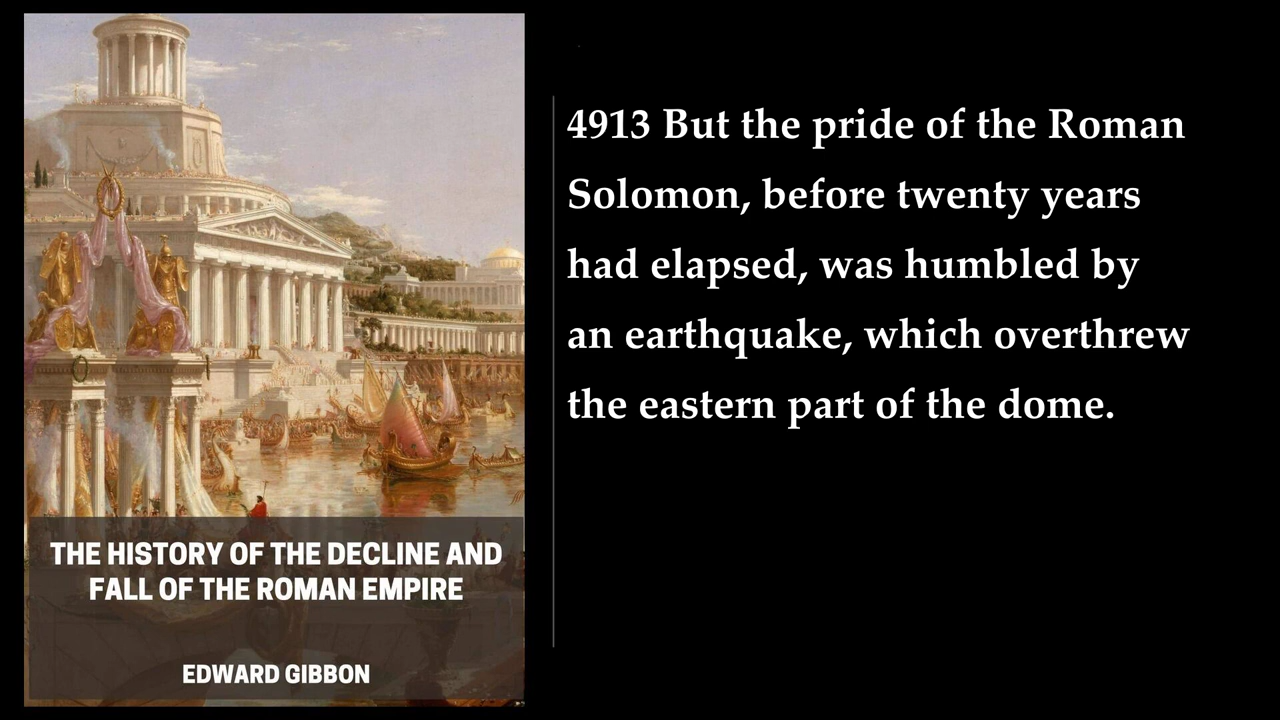 4913 But the pride of the Roman
Solomon, before twenty years
had elapsed, was humbled by
an earthquake, which overthrew
the eastern part of the dome.
THE HISTORY OF THE DECLINE AND
FALL OF THE ROMAN EMPIRE
EDWARD GIBBON